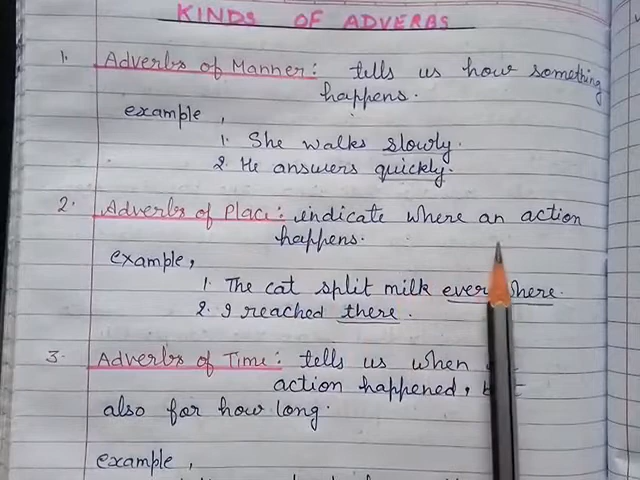 KINDS OF ADVERBS
1. Adverbs of Manner: tells us how something
happens.
example,
1. She walks slowly.
2. He answers quickly.
2. Adverbs of Place: indicate where an action
happens.
example,
1. The cat split milk here.
2. I reached there.
3. Adverbs of Time: tells us when
action happened,
also for how long.
example,